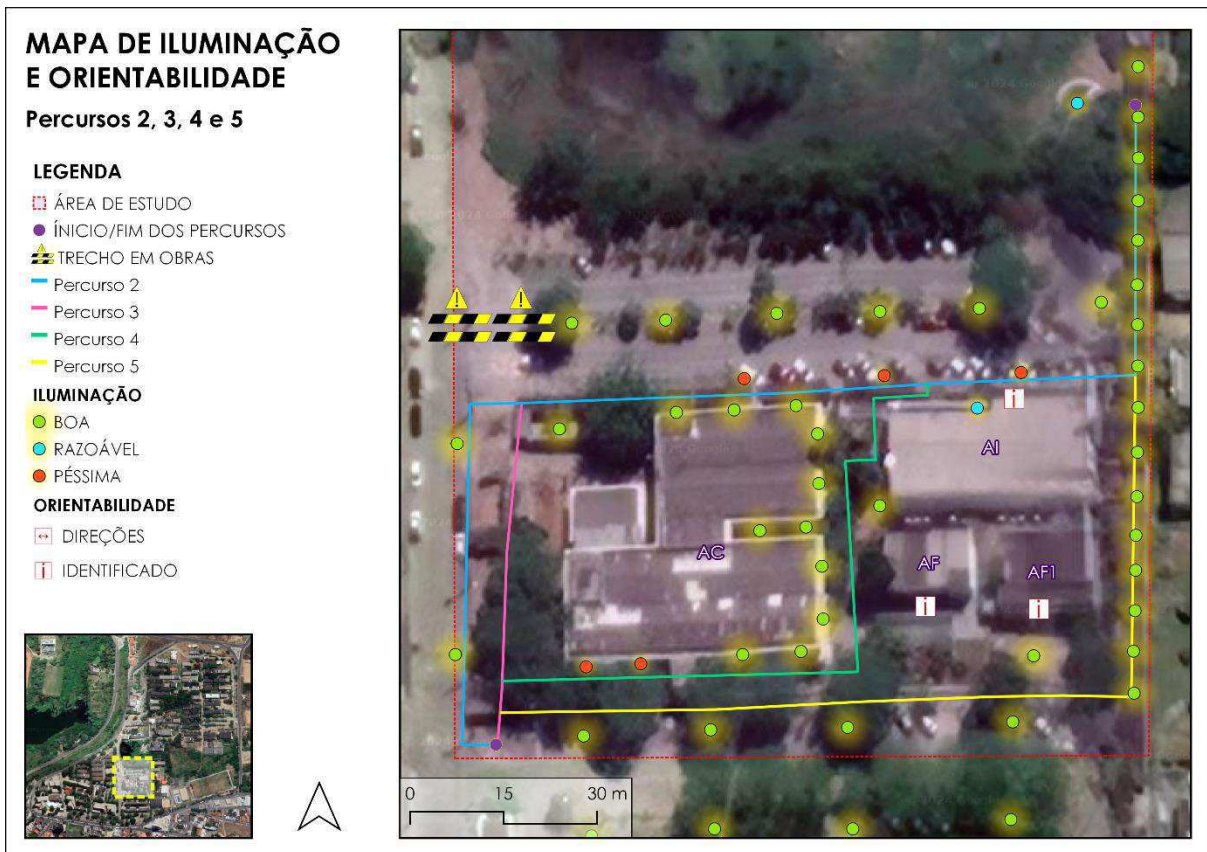 MAPA DE ILUMINAÇÃO
E ORIENTABILIDADE
Percursos 2, 3, 4 e 5
LEGENDA
ÁREA DE ESTUDO
ÍNICIO/FIM DOS PERCURSOS
TRECHO EM OBRAS
Percurso 2
Percurso 3
Percurso 4
Percurso 5
ILUMINAÇÃO
BOA
RAZOÁVEL
PÉSSIMA
ORIENTABILIDADE
DIREÇÕES
i IDENTIFICADO
! !
i
AI
AC
AF
AF1
i
i
0 15 30 m